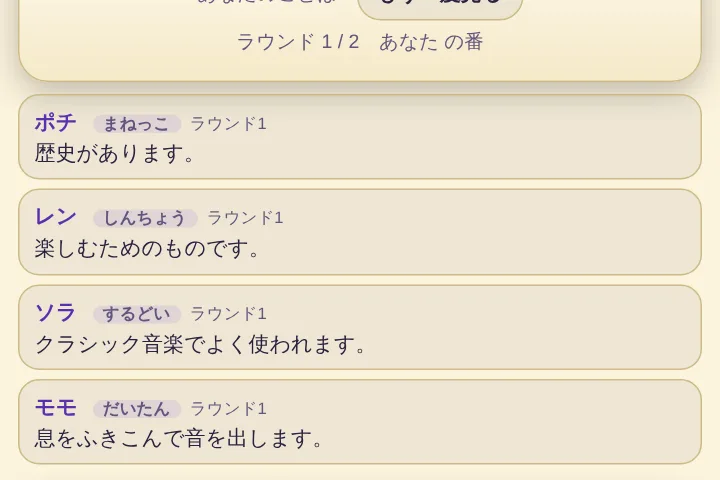 ラウンド 1 / 2　あなた の番
ポチ まねっこ ラウンド1
歴史があります。
レン しんちょう ラウンド1
楽しむためのものです。
ソラ するどい ラウンド1
クラシック音楽でよく使われます。
モモ だいたん ラウンド1
息をふきこんで音を出します。